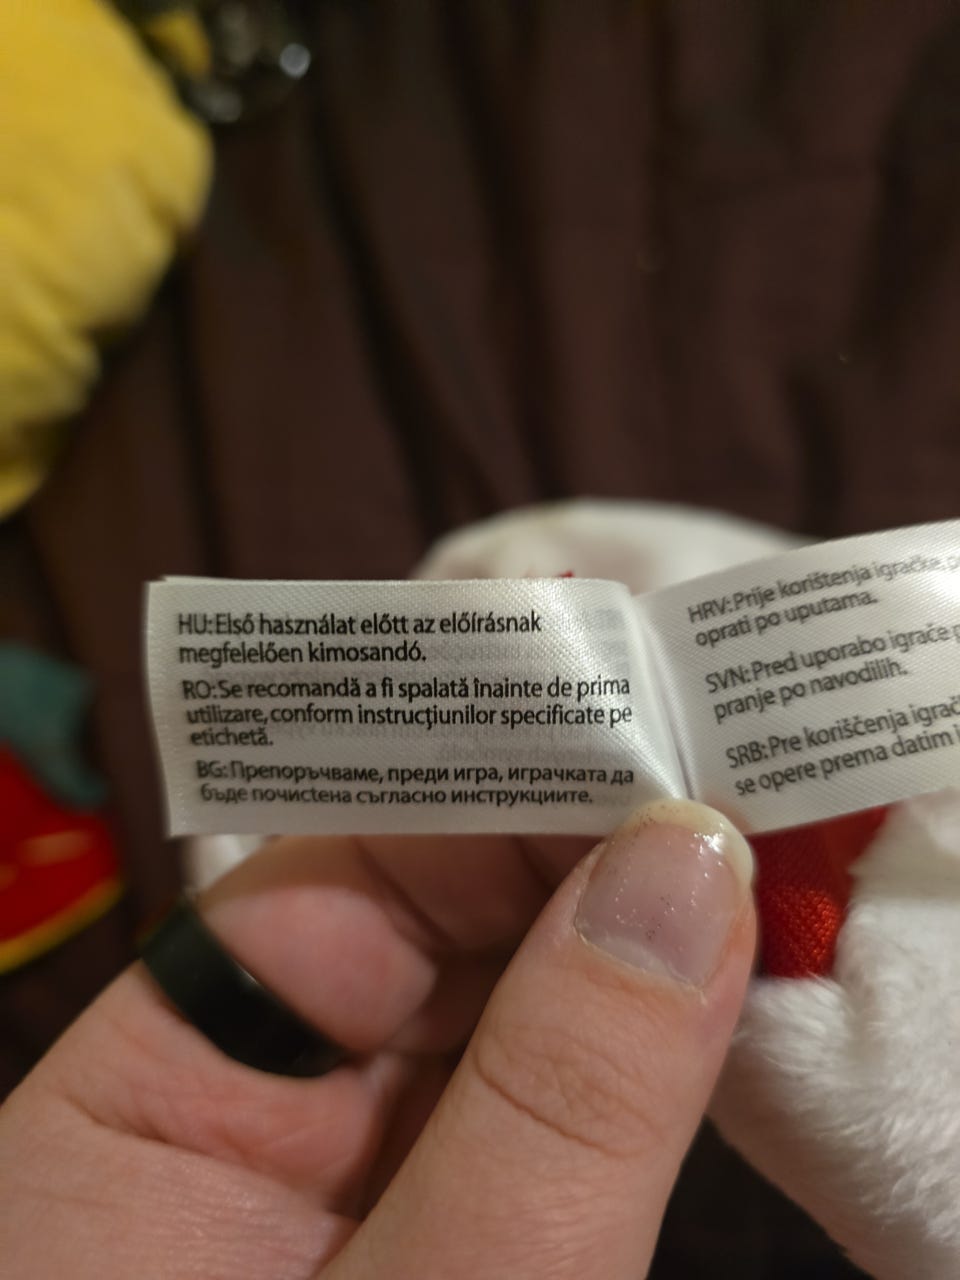 HU: Első használat előtt az előírásnak
megfelelően kimosandó.
RO: Se recomandă a fi spalată înainte de prima
utilizare, conform instrucţiunilor specificate pe
etichetă.
BG: Препоръчваме, преди игра, играчката да
бъде почистена съгласно инструкциите.
HRV: Prije korištenja igračke,
oprati po uputama.
SVN: Pred uporabo igrače
pranje po navodilih.
SRB: Pre koriščenja
se opere prema datim